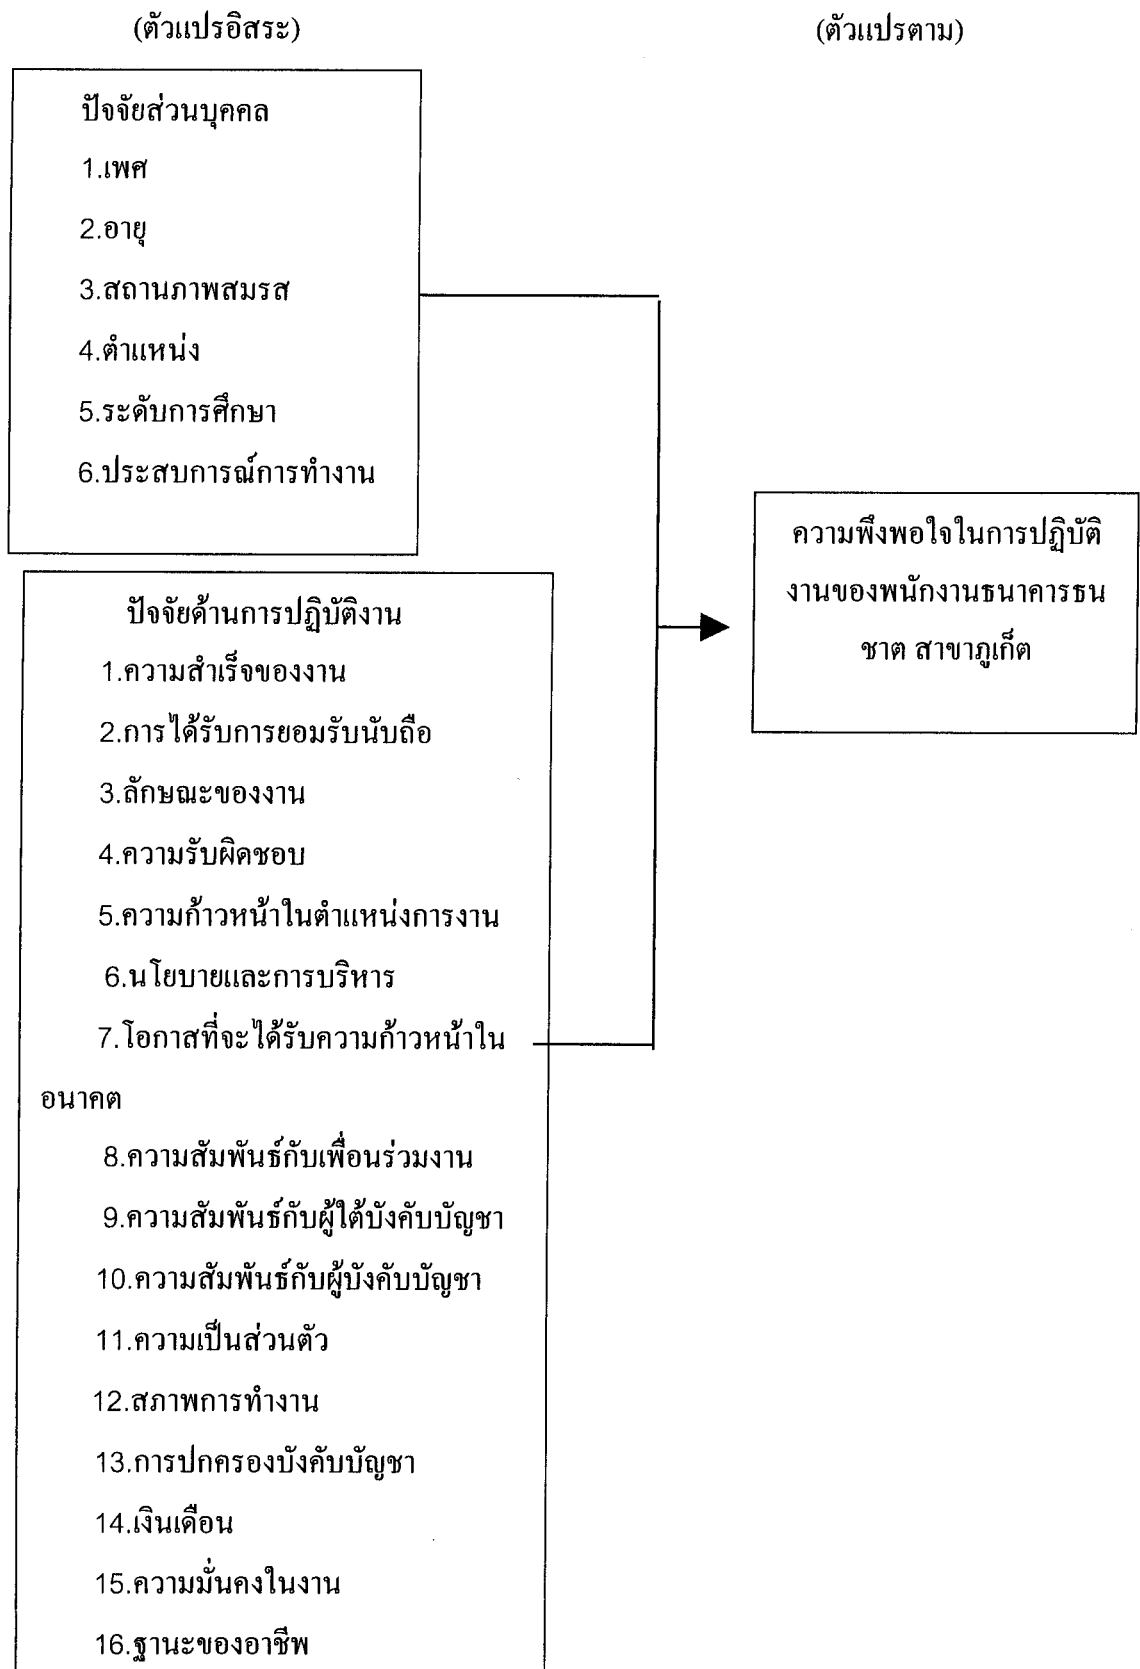 (ตัวแปรอิสระ)
(ตัวแปรตาม)
ปัจจัยส่วนบุคคล
1.เพศ
2.อายุ
3.สถานภาพสมรส
4.ตำแหน่ง
5.ระดับการศึกษา
6.ประสบการณ์การทำงาน
ความพึงพอใจในการปฏิบัติ
งานของพนักงานธนาคารธน
ชาต สาขาภูเก็ต
ปัจจัยด้านการปฏิบัติงาน
1.ความสำเร็จของงาน
2.การได้รับการยอมรับนับถือ
3.ลักษณะของงาน
4.ความรับผิดชอบ
5.ความก้าวหน้าในตำแหน่งการงาน
6.นโยบายและการบริหาร
7.โอกาสที่จะได้รับความก้าวหน้าใน
อนาคต
8.ความสัมพันธ์กับเพื่อนร่วมงาน
9.ความสัมพันธ์กับผู้ใต้บังคับบัญชา
10.ความสัมพันธ์กับผู้บังคับบัญชา
11.ความเป็นส่วนตัว
12.สภาพการทำงาน
13.การปกครองบังคับบัญชา
14.เงินเดือน
15.ความมั่นคงในงาน
16.ฐานะของอาชีพ